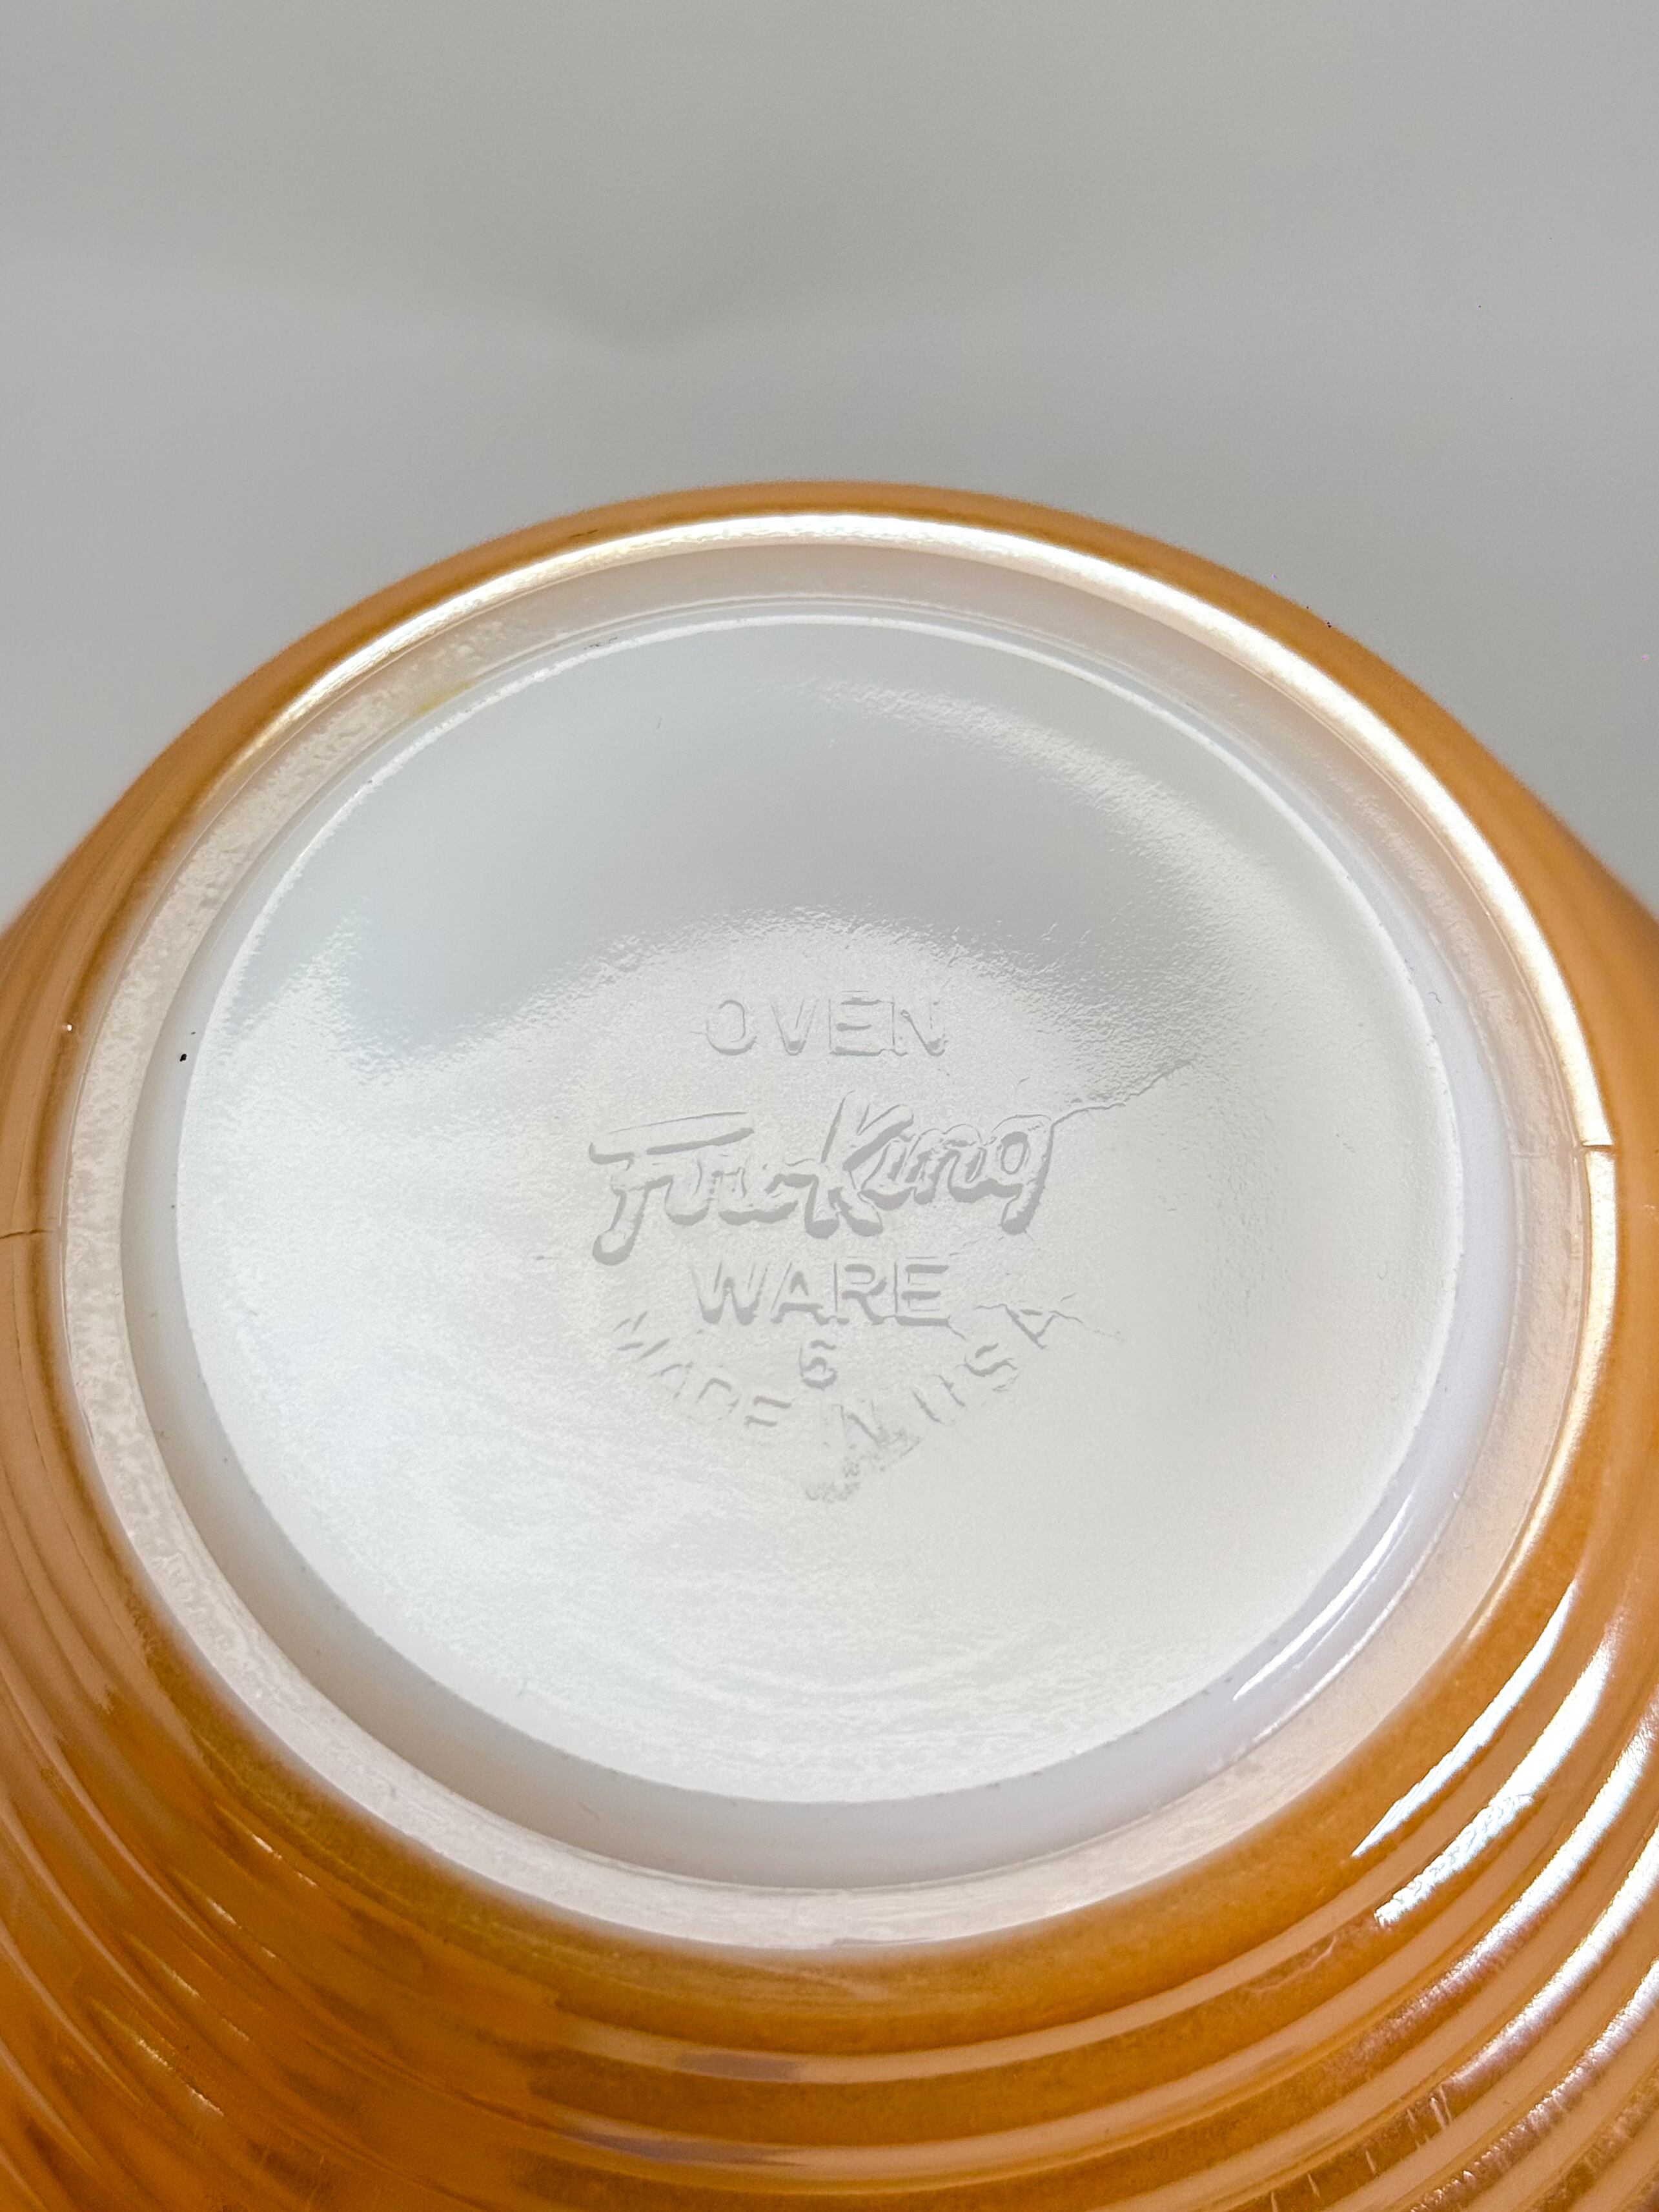 OVEN
Fire-King
WARE
6
MADE IN USA